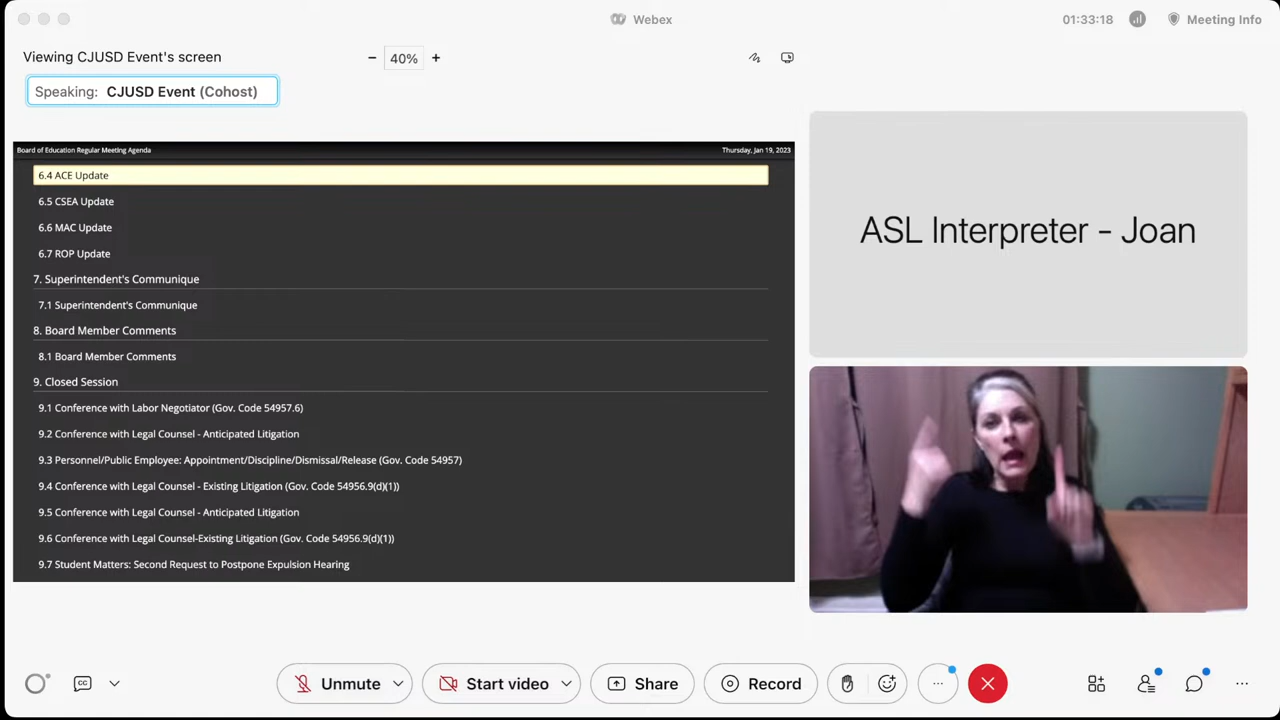 Webex
01:33:18
Meeting Info
Viewing CJUSD Event's screen
− 40% +
Speaking: CJUSD Event (Cohost)
Board of Education Regular Meeting Agenda
Thursday, Jan 19, 2023
6.4 ACE Update
6.5 CSEA Update
6.6 MAC Update
6.7 ROP Update
7. Superintendent's Communique
7.1 Superintendent's Communique
8. Board Member Comments
8.1 Board Member Comments
9. Closed Session
9.1 Conference with Labor Negotiator (Gov. Code 54957.6)
9.2 Conference with Legal Counsel - Anticipated Litigation
9.3 Personnel/Public Employee: Appointment/Discipline/Dismissal/Release (Gov. Code 54957)
9.4 Conference with Legal Counsel - Existing Litigation (Gov. Code 54956.9(d)(1))
9.5 Conference with Legal Counsel - Anticipated Litigation
9.6 Conference with Legal Counsel-Existing Litigation (Gov. Code 54956.9(d)(1))
9.7 Student Matters: Second Request to Postpone Expulsion Hearing
ASL Interpreter - Joan
CC
Unmute
Start video
Share
Record